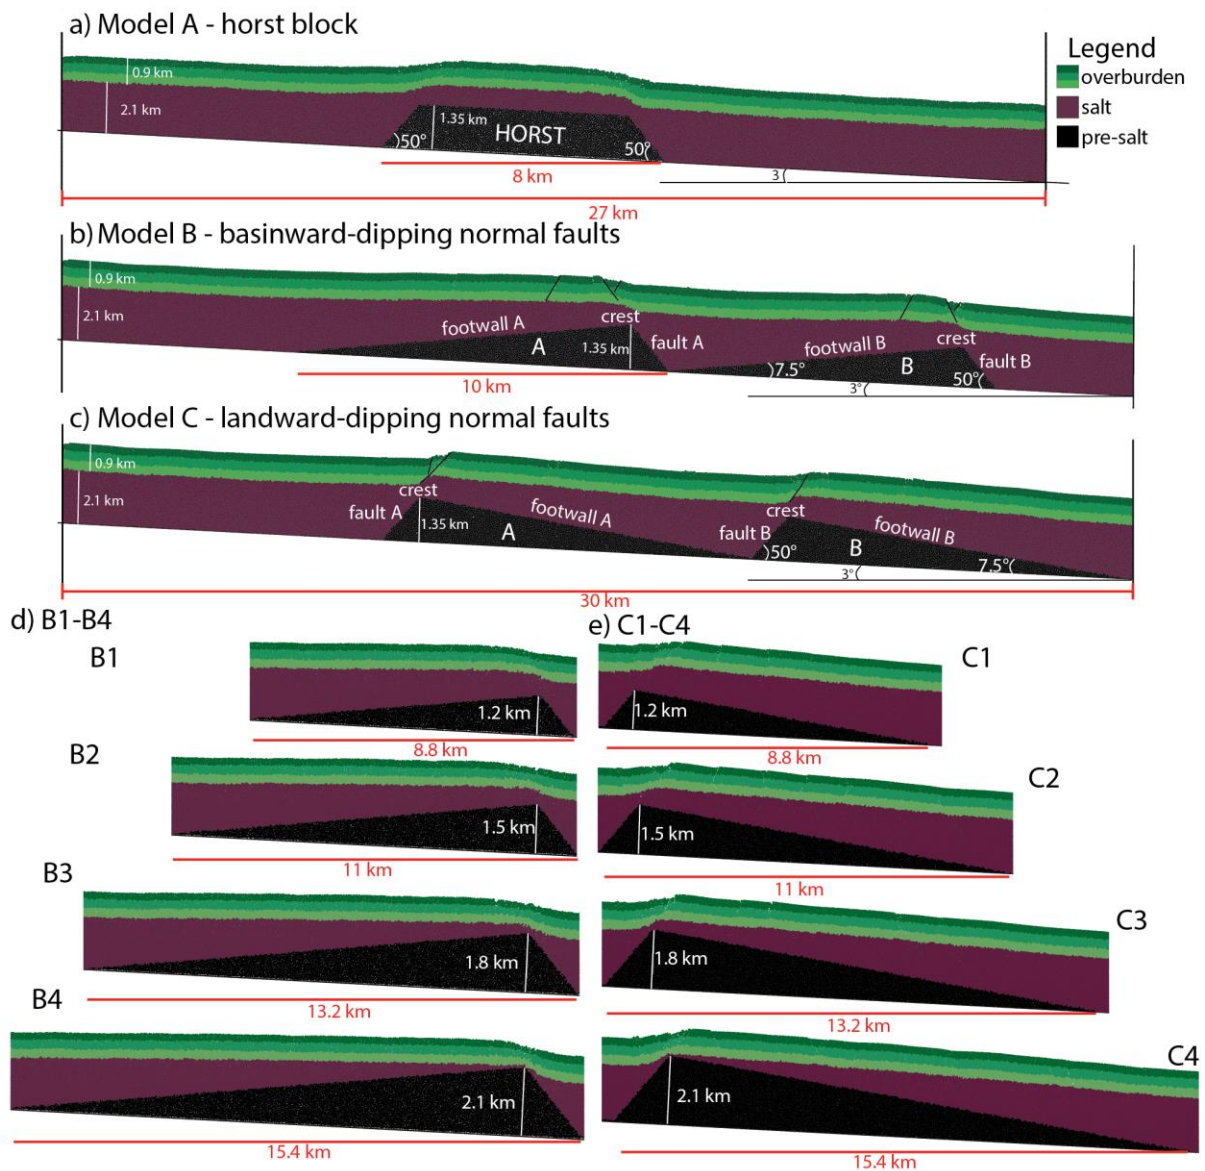 a) Model A - horst block
Legend
overburden
salt
pre-salt
0.9 km
2.1 km
1.35 km
HORST
50°
50°
8 km
3
27 km
b) Model B - basinward-dipping normal faults
0.9 km
2.1 km
footwall A
crest
fault A
A
1.35 km
10 km
footwall B
crest
fault B
7.5°
B
50°
3°
c) Model C - landward-dipping normal faults
0.9 km
2.1 km
crest
fault A
1.35 km
footwall A
A
crest
fault B
footwall B
50°
B
7.5°
3°
30 km
d) B1-B4
B1
1.2 km
8.8 km
B2
1.5 km
11 km
B3
1.8 km
13.2 km
B4
2.1 km
15.4 km
e) C1-C4
C1
1.2 km
8.8 km
C2
1.5 km
11 km
C3
1.8 km
13.2 km
C4
2.1 km
15.4 km